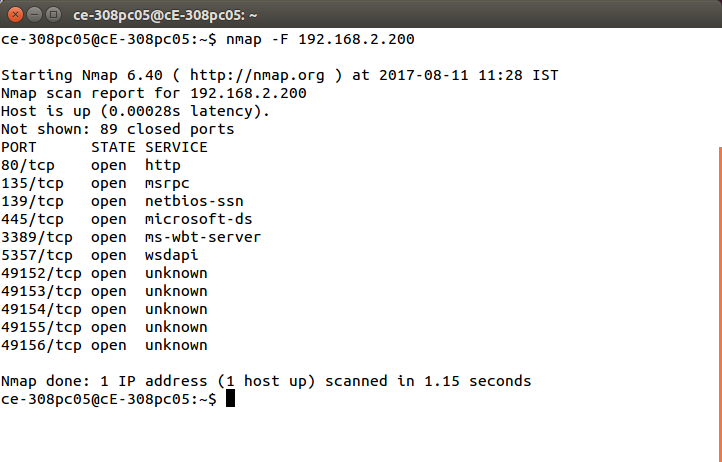 ce-308pc05@cE-308pc05: ~
ce-308pc05@cE-308pc05:~$ nmap -F 192.168.2.200
Starting Nmap 6.40 ( http://nmap.org ) at 2017-08-11 11:28 IST
Nmap scan report for 192.168.2.200
Host is up (0.00028s latency).
Not shown: 89 closed ports
PORT      STATE SERVICE
80/tcp    open  http
135/tcp   open  msrpc
139/tcp   open  netbios-ssn
445/tcp   open  microsoft-ds
3389/tcp  open  ms-wbt-server
5357/tcp  open  wsdapi
49152/tcp open  unknown
49153/tcp open  unknown
49154/tcp open  unknown
49155/tcp open  unknown
49156/tcp open  unknown
Nmap done: 1 IP address (1 host up) scanned in 1.15 seconds
ce-308pc05@cE-308pc05:~$